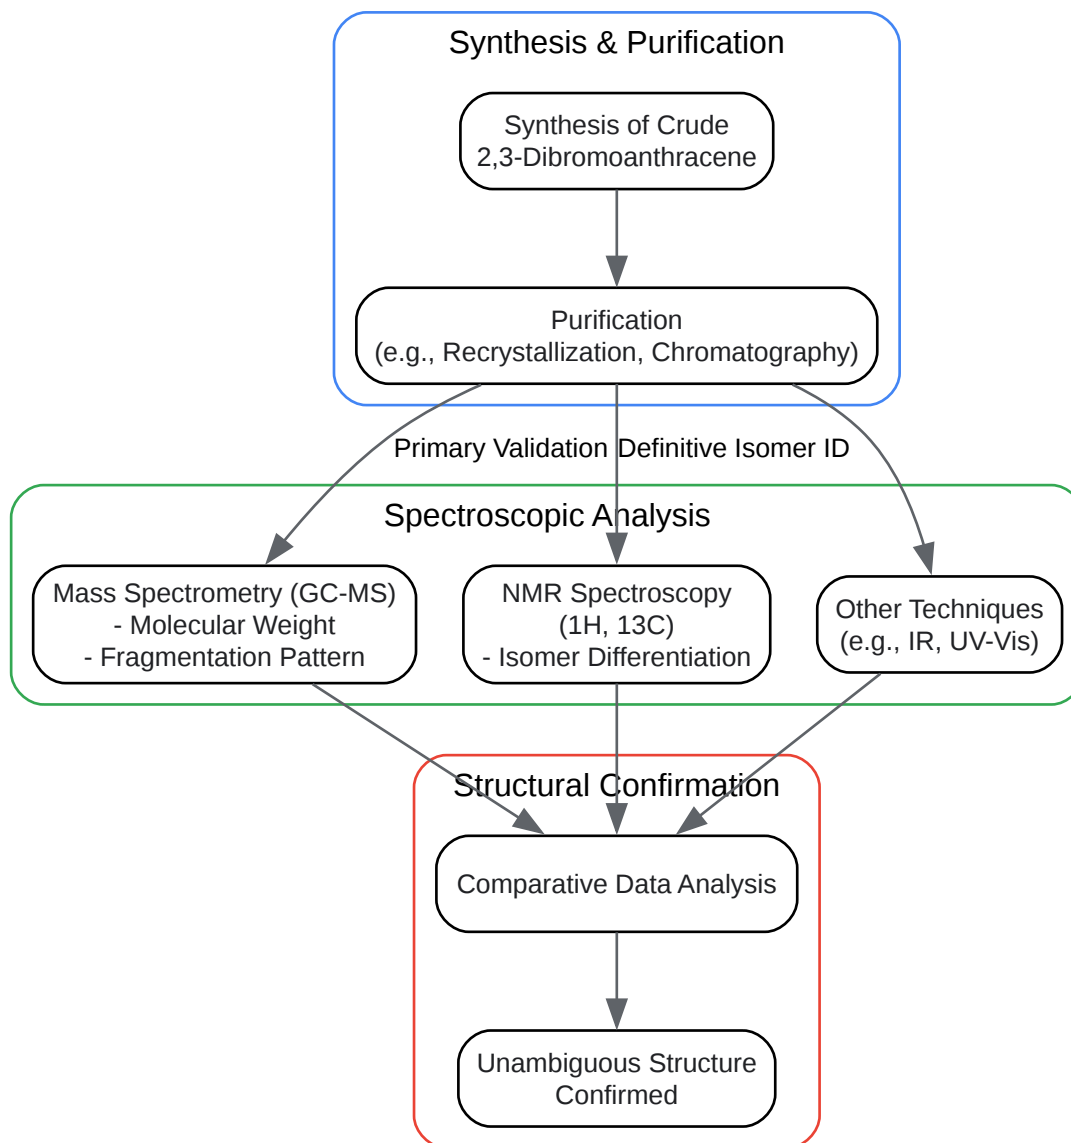 Synthesis & Purification
Synthesis of Crude
2,3-Dibromoanthracene
Purification
(e.g., Recrystallization, Chromatography)
Primary Validation
Definitive Isomer ID
Spectroscopic Analysis
Mass Spectrometry (GC-MS)
- Molecular Weight
- Fragmentation Pattern
NMR Spectroscopy
(1H, 13C)
- Isomer Differentiation
Other Techniques
(e.g., IR, UV-Vis)
Structural Confirmation
Comparative Data Analysis
Unambiguous Structure
Confirmed